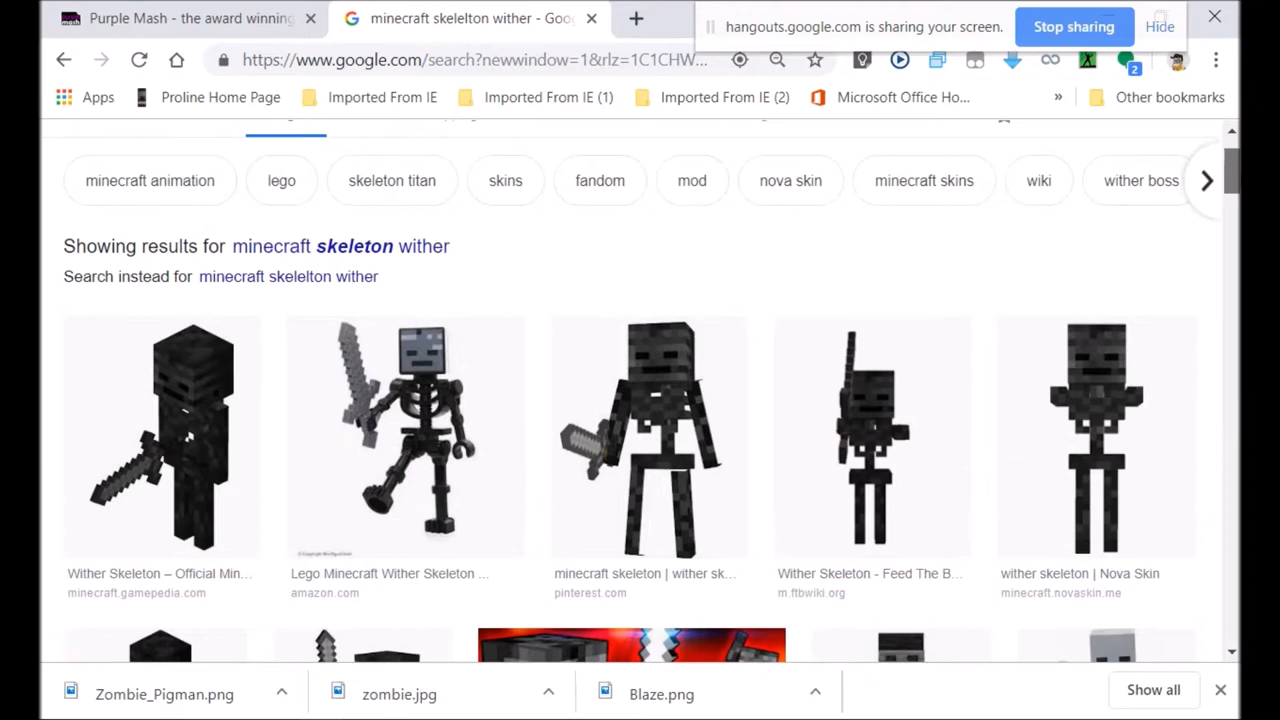 Purple Mash - the award winning
minecraft skelelton wither - Goo
hangouts.google.com is sharing your screen.
Stop sharing
Hide
https://www.google.com/search?newwindow=1&rlz=1C1CHW...
2
Apps
Proline Home Page
Imported From IE
Imported From IE (1)
Imported From IE (2)
Microsoft Office Ho...
»
Other bookmarks
minecraft animation
lego
skeleton titan
skins
fandom
mod
nova skin
minecraft skins
wiki
wither boss
Showing results for minecraft skeleton wither
Search instead for minecraft skelelton wither
Wither Skeleton – Official Min...
minecraft.gamepedia.com
Lego Minecraft Wither Skeleton ...
amazon.com
minecraft skeleton | wither sk...
pinterest.com
Wither Skeleton - Feed The B...
m.ftbwiki.org
wither skeleton | Nova Skin
minecraft.novaskin.me
Zombie_Pigman.png
zombie.jpg
Blaze.png
Show all